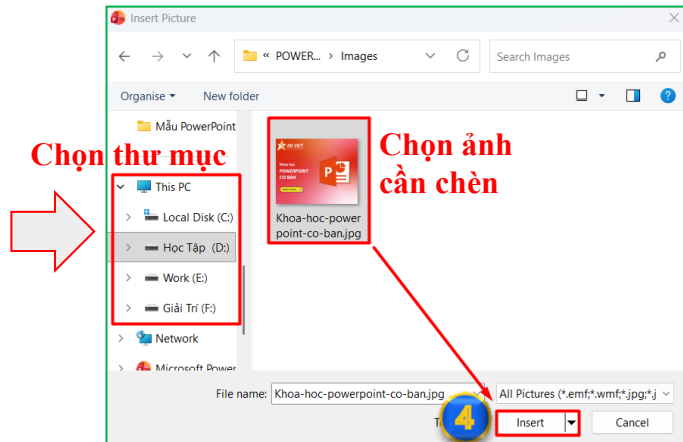 Insert Picture
« POWER... › Images
Search Images
Organise
New folder
Mẫu PowerPoint
Chọn thư mục
This PC
Local Disk (C:)
Học Tập (D:)
Work (E:)
Giải Trí (F:)
Network
Microsoft Power
Khóa học
POWERPOINT
CƠ BẢN
P
Khoa-hoc-power
point-co-ban.jpg
Chọn ảnh
cần chèn
File name:
Khoa-hoc-powerpoint-co-ban.jpg
All Pictures (*.emf;*.wmf;*.jpg;*.j
4
Insert
Cancel